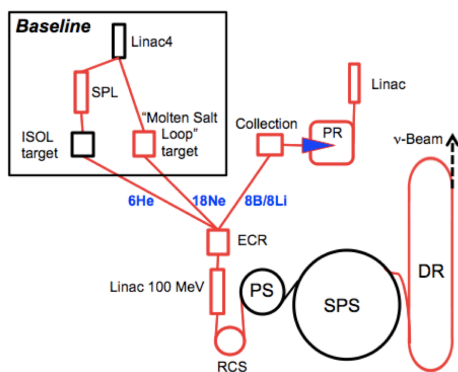 Baseline
Linac4
SPL
ISOL
target
"Molten Salt
Loop"
target
Collection
PR
Linac
ν-Beam
6He
18Ne
8B/8Li
ECR
Linac 100 MeV
RCS
PS
SPS
DR